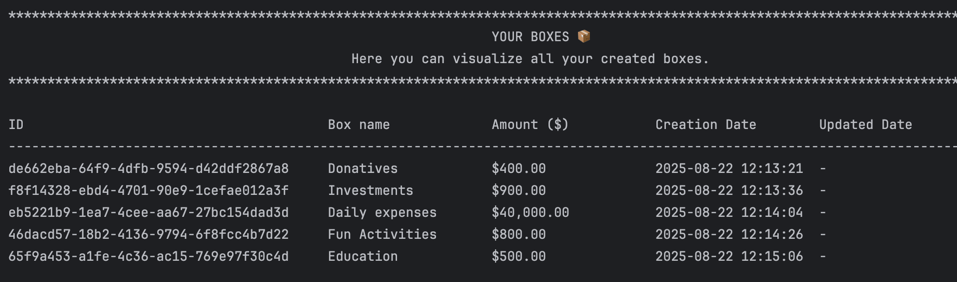 ***************************************************************************************************************************
YOUR BOXES 📦
Here you can visualize all your created boxes.
***************************************************************************************************************************
ID Box name Amount ($) Creation Date Updated Date
---------------------------------------------------------------------------------------------------------------------------
de662eba-64f9-4dfb-9594-d42ddf2867a8 Donatives $400.00 2025-08-22 12:13:21 -
f8f14328-ebd4-4701-90e9-1cefae012a3f Investments $900.00 2025-08-22 12:13:36 -
eb5221b9-1ea7-4cee-aa67-27bc154dad3d Daily expenses $40,000.00 2025-08-22 12:14:04 -
46dacd57-18b2-4136-9794-6f8fcc4b7d22 Fun Activities $800.00 2025-08-22 12:14:26 -
65f9a453-a1fe-4c36-ac15-769e97f30c4d Education $500.00 2025-08-22 12:15:06 -